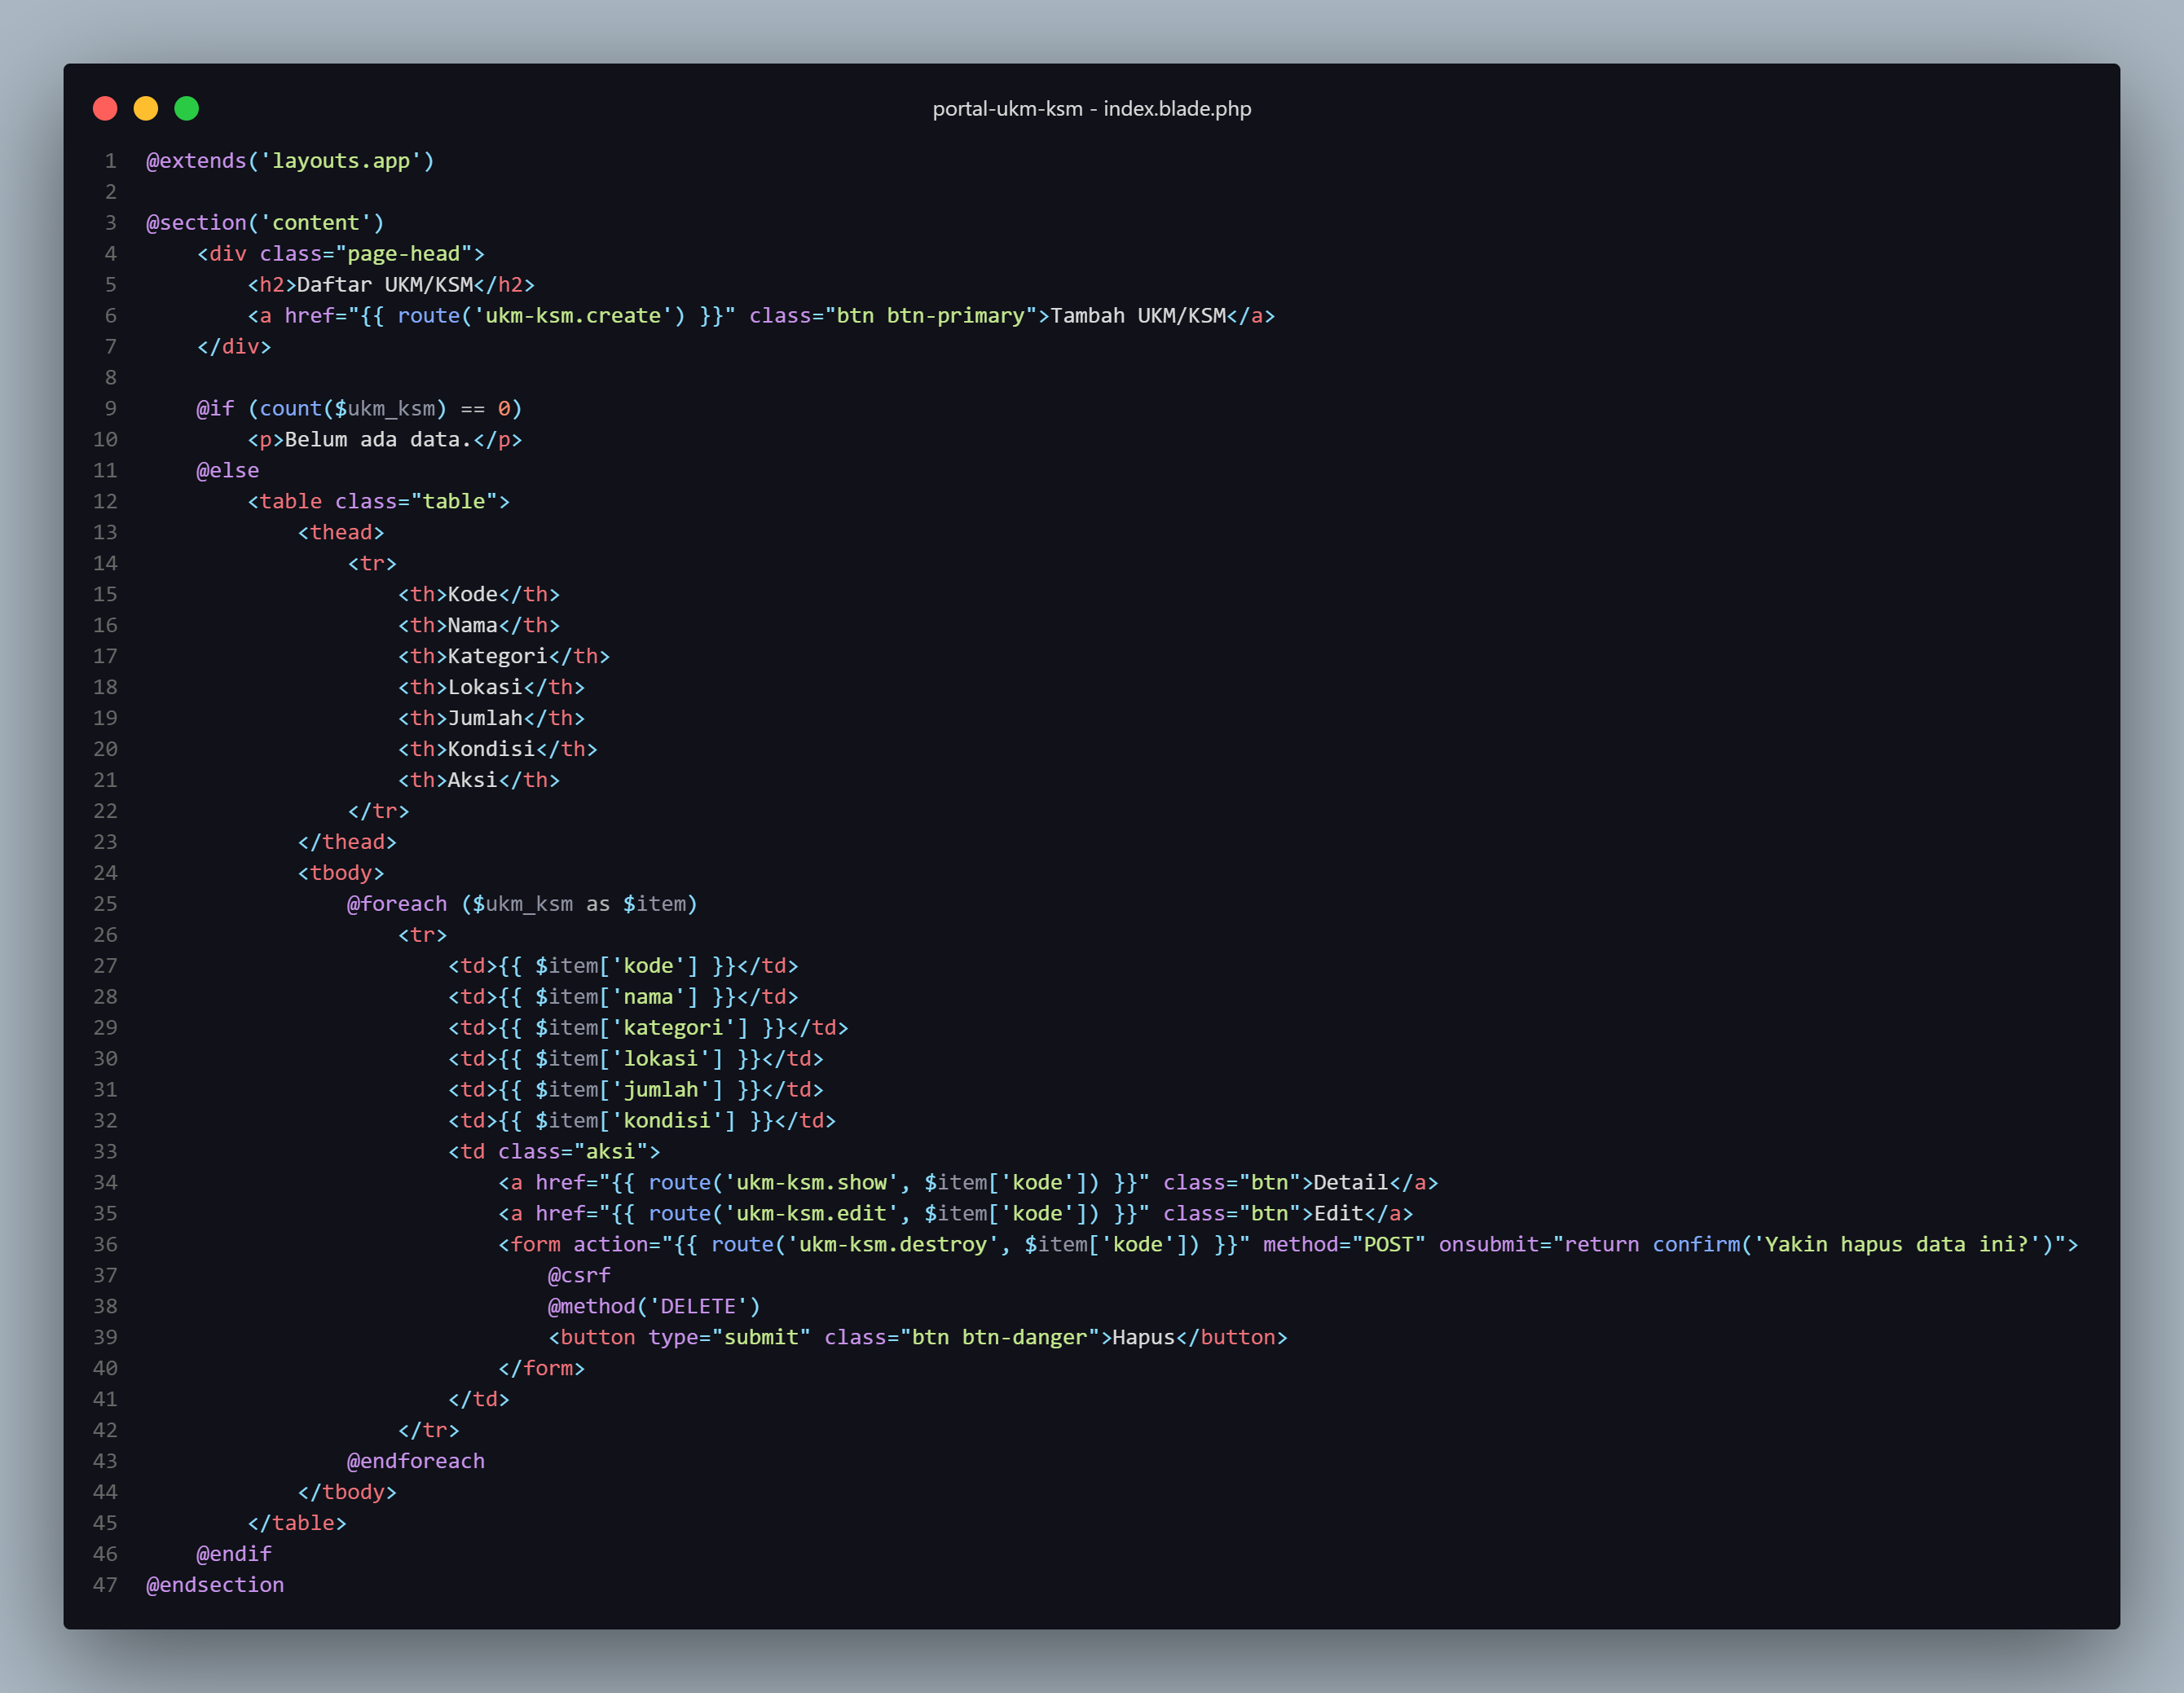 portal-ukm-ksm - index.blade.php
1 @extends('layouts.app')
2
3 @section('content')
4     <div class="page-head">
5         <h2>Daftar UKM/KSM</h2>
6         <a href="{{ route('ukm-ksm.create') }}" class="btn btn-primary">Tambah UKM/KSM</a>
7     </div>
8
9     @if (count($ukm_ksm) == 0)
10         <p>Belum ada data.</p>
11     @else
12         <table class="table">
13             <thead>
14                 <tr>
15                     <th>Kode</th>
16                     <th>Nama</th>
17                     <th>Kategori</th>
18                     <th>Lokasi</th>
19                     <th>Jumlah</th>
20                     <th>Kondisi</th>
21                     <th>Aksi</th>
22                 </tr>
23             </thead>
24             <tbody>
25                 @foreach ($ukm_ksm as $item)
26                     <tr>
27                         <td>{{ $item['kode'] }}</td>
28                         <td>{{ $item['nama'] }}</td>
29                         <td>{{ $item['kategori'] }}</td>
30                         <td>{{ $item['lokasi'] }}</td>
31                         <td>{{ $item['jumlah'] }}</td>
32                         <td>{{ $item['kondisi'] }}</td>
33                         <td class="aksi">
34                             <a href="{{ route('ukm-ksm.show', $item['kode']) }}" class="btn">Detail</a>
35                             <a href="{{ route('ukm-ksm.edit', $item['kode']) }}" class="btn">Edit</a>
36                             <form action="{{ route('ukm-ksm.destroy', $item['kode']) }}" method="POST" onsubmit="return confirm('Yakin hapus data ini?')">
37                                 @csrf
38                                 @method('DELETE')
39                                 <button type="submit" class="btn btn-danger">Hapus</button>
40                             </form>
41                         </td>
42                     </tr>
43                 @endforeach
44             </tbody>
45         </table>
46     @endif
47 @endsection